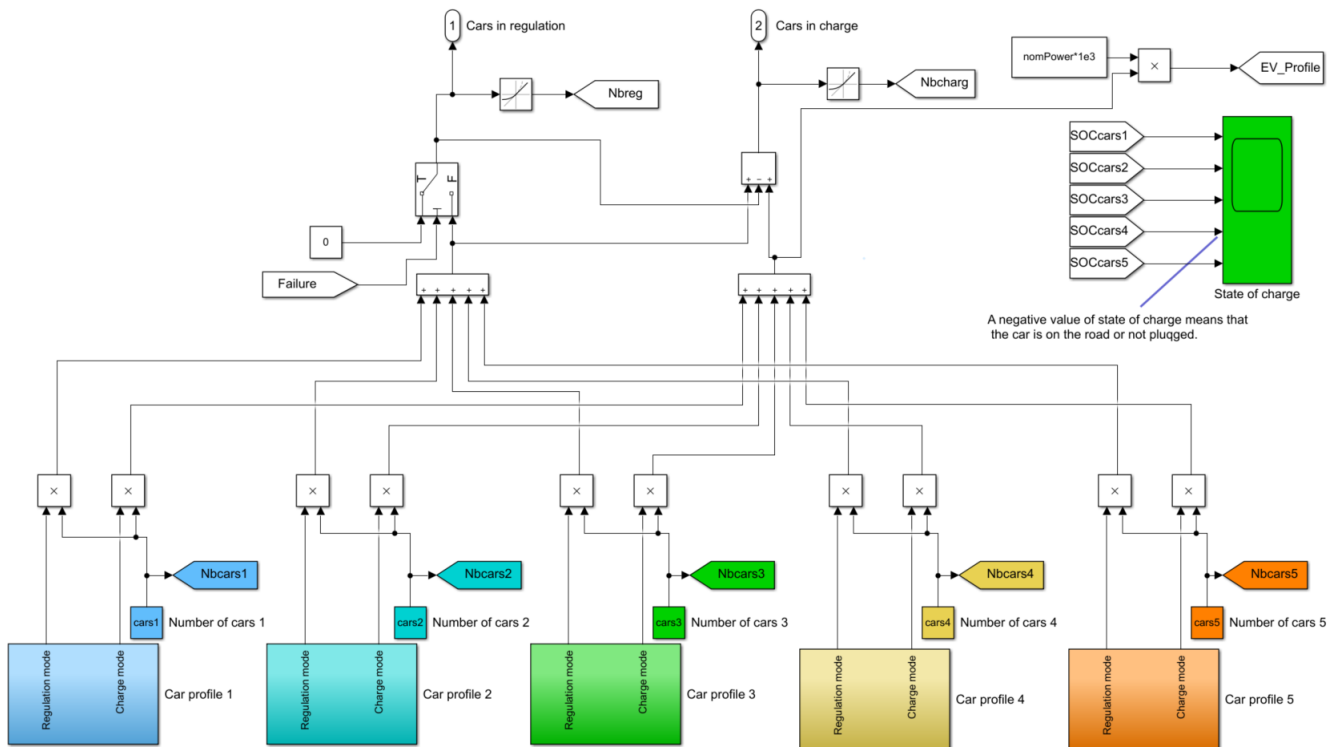 1 Cars in regulation
2 Cars in charge
nomPower*1e3
×
EV_Profile
Nbreg
Nbcharg
SOCcars1
SOCcars2
SOCcars3
SOCcars4
SOCcars5
State of charge
A negative value of state of charge means that
the car is on the road or not plugged.
T F
+ - +
0
Failure
+ + + + +
+ + + + +
× × × × × × × × × ×
Nbcars1 Nbcars2 Nbcars3 Nbcars4 Nbcars5
cars1 Number of cars 1
cars2 Number of cars 2
cars3 Number of cars 3
cars4 Number of cars 4
cars5 Number of cars 5
Regulation mode Charge mode Car profile 1
Regulation mode Charge mode Car profile 2
Regulation mode Charge mode Car profile 3
Regulation mode Charge mode Car profile 4
Regulation mode Charge mode Car profile 5